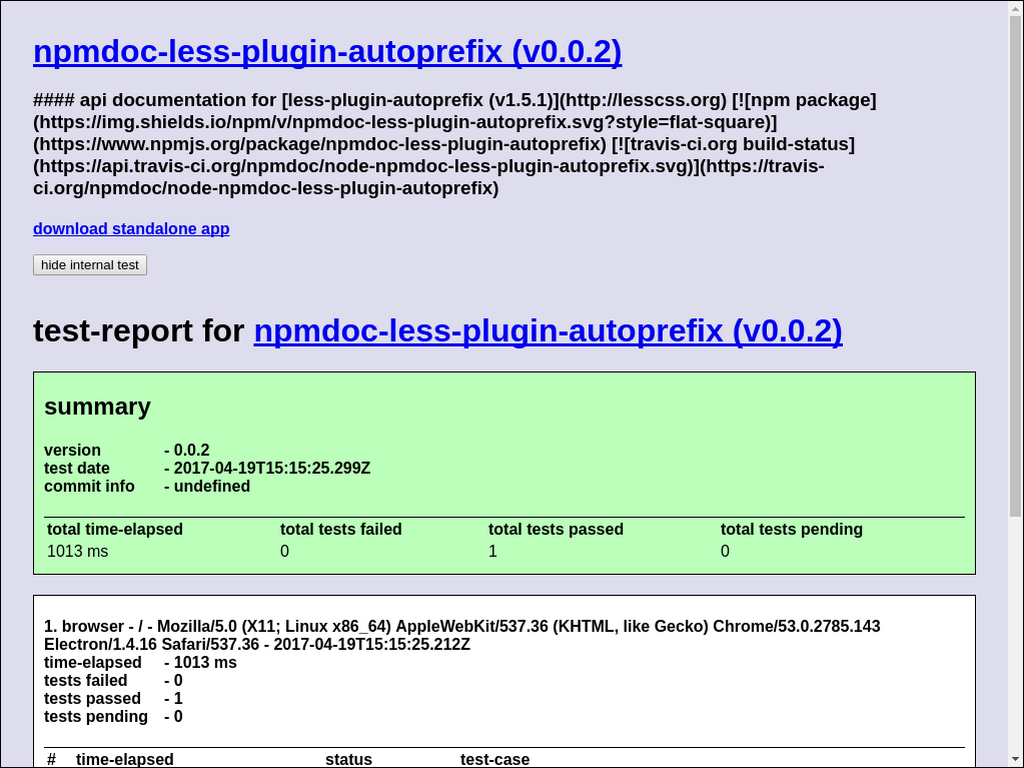 npmdoc-less-plugin-autoprefix (v0.0.2)
#### api documentation for [less-plugin-autoprefix (v1.5.1)](http://lesscss.org) [![npm package]
(https://img.shields.io/npm/v/npmdoc-less-plugin-autoprefix.svg?style=flat-square)]
(https://www.npmjs.org/package/npmdoc-less-plugin-autoprefix) [![travis-ci.org build-status]
(https://api.travis-ci.org/npmdoc/node-npmdoc-less-plugin-autoprefix.svg)](https://travis-
ci.org/npmdoc/node-npmdoc-less-plugin-autoprefix)
download standalone app
hide internal test
test-report for npmdoc-less-plugin-autoprefix (v0.0.2)
summary
version - 0.0.2
test date - 2017-04-19T15:15:25.299Z
commit info - undefined
total time-elapsed total tests failed total tests passed total tests pending
1013 ms 0 1 0
1. browser - / - Mozilla/5.0 (X11; Linux x86_64) AppleWebKit/537.36 (KHTML, like Gecko) Chrome/53.0.2785.143
Electron/1.4.16 Safari/537.36 - 2017-04-19T15:15:25.212Z
time-elapsed - 1013 ms
tests failed - 0
tests passed - 1
tests pending - 0
# time-elapsed status test-case